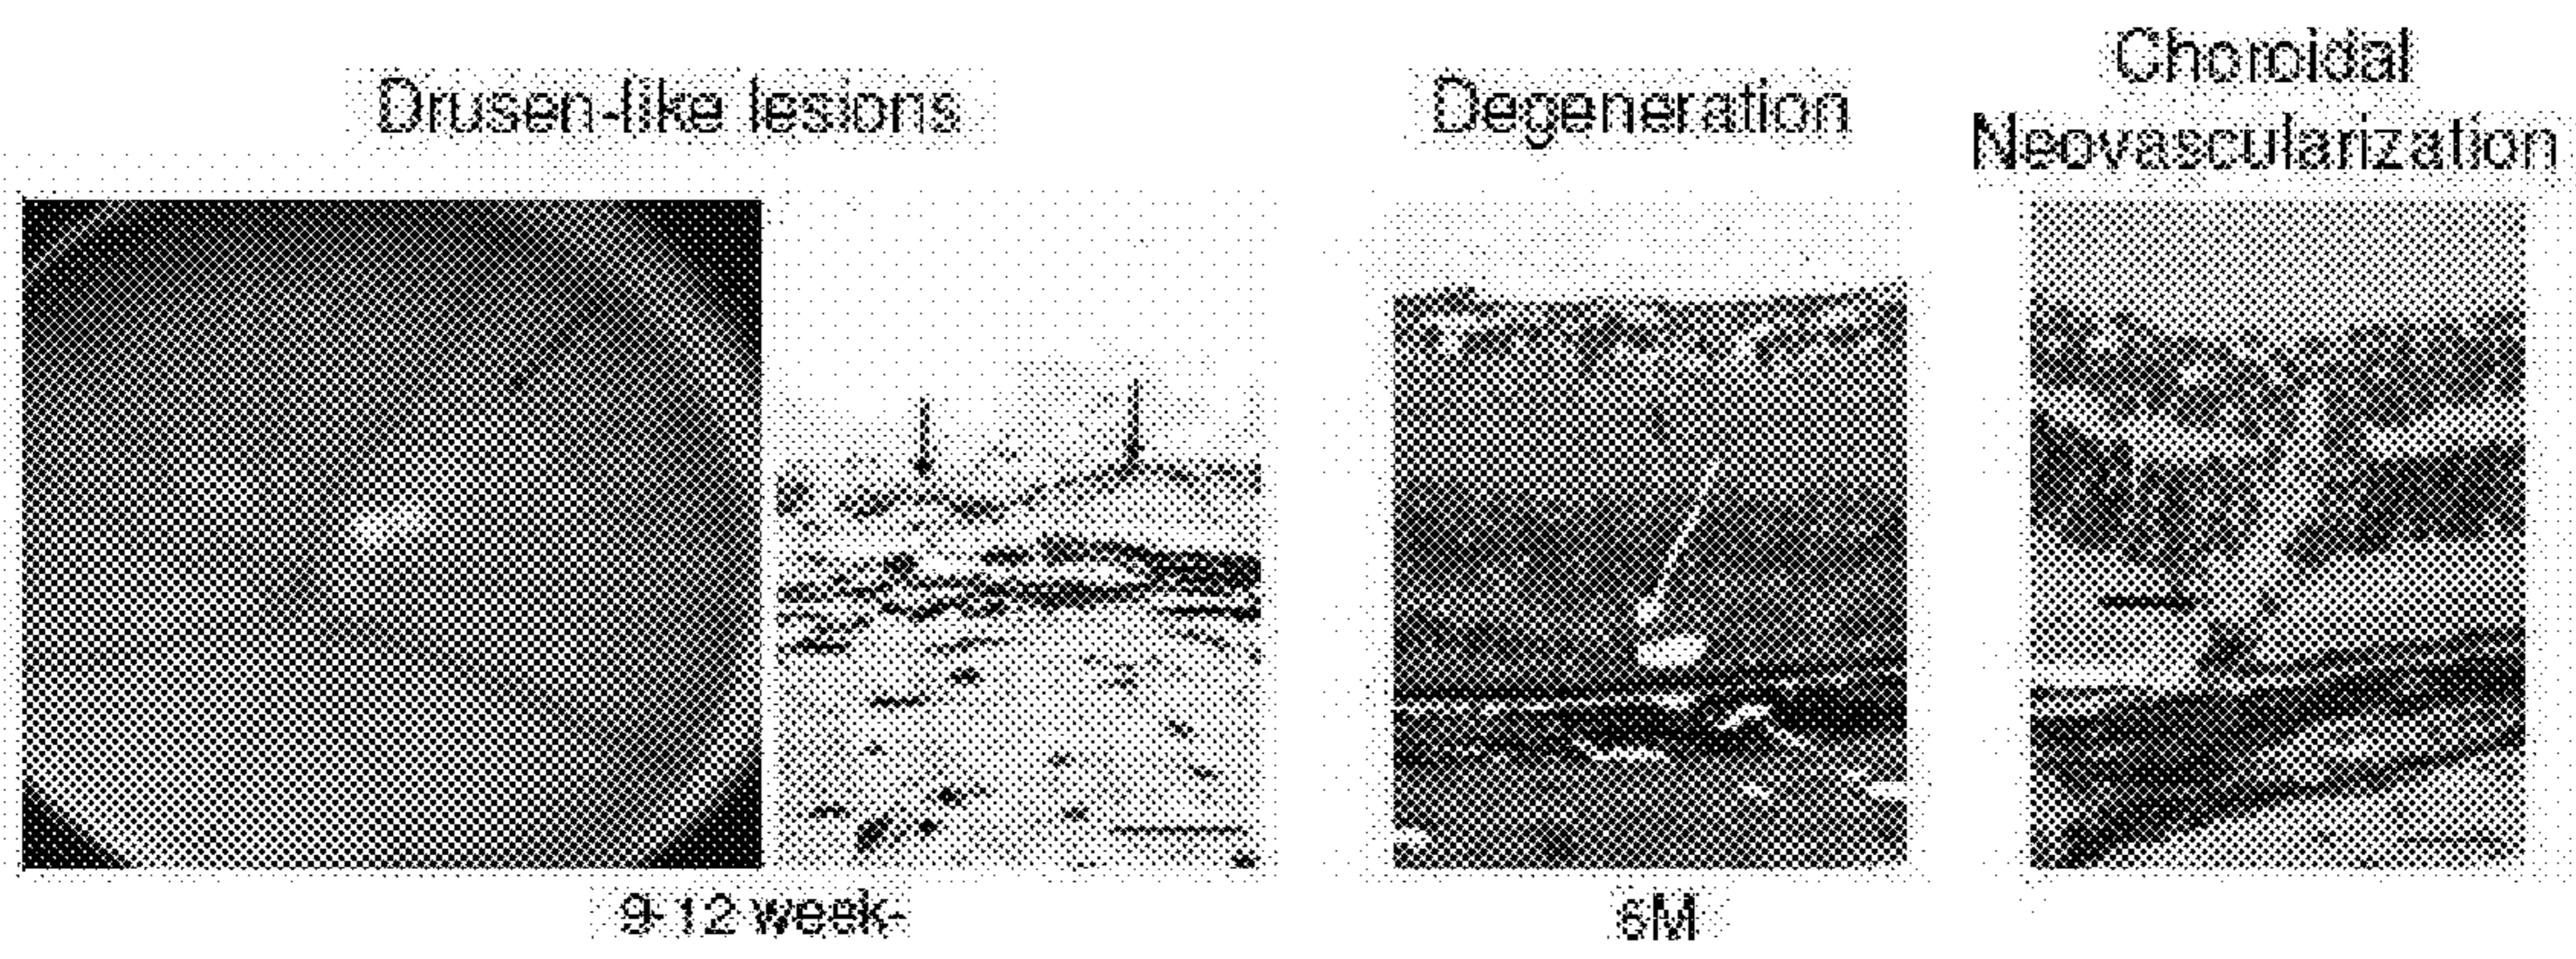 Drusen-like lesions
Degeneration
Choroidal
Neovascularization
9-12 week-
6M